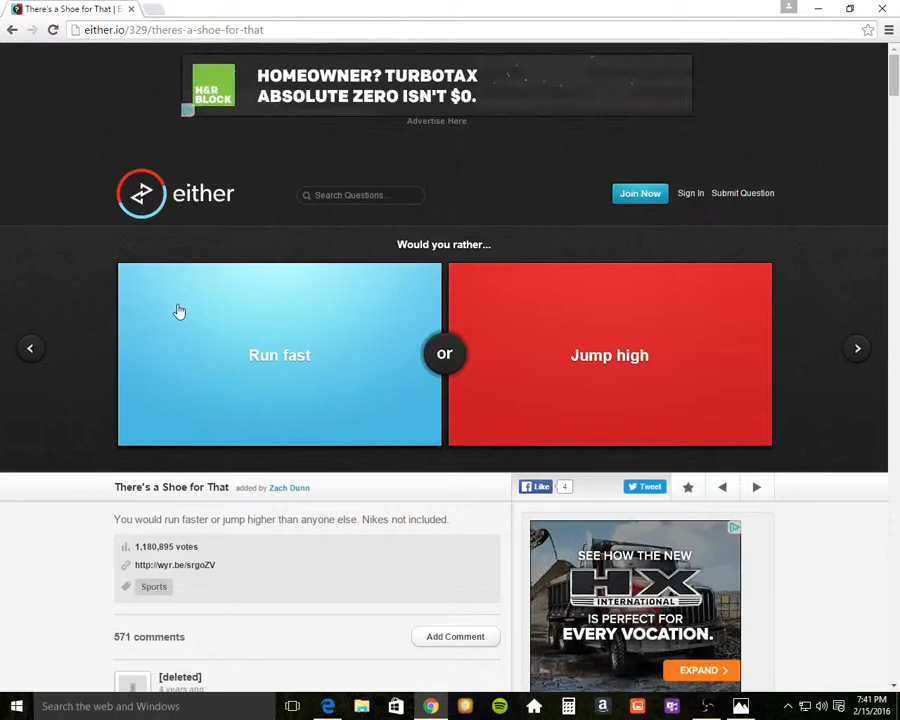 There's a Shoe for That | E
either.io/329/theres-a-shoe-for-that
H&R
BLOCK
HOMEOWNER? TURBOTAX
ABSOLUTE ZERO ISN'T $0.
Advertise Here
either
Search Questions...
Join Now
Sign In
Submit Question
Would you rather...
Run fast
or
Jump high
There's a Shoe for That added by Zach Dunn
Like 4
Tweet
You would run faster or jump higher than anyone else. Nikes not included.
1,180,895 votes
http://wyr.be/srgoZV
Sports
571 comments
Add Comment
[deleted]
4 years ago
SEE HOW THE NEW
HX
INTERNATIONAL
IS PERFECT FOR
EVERY VOCATION.
EXPAND
Search the web and Windows
7:41 PM
2/15/2016